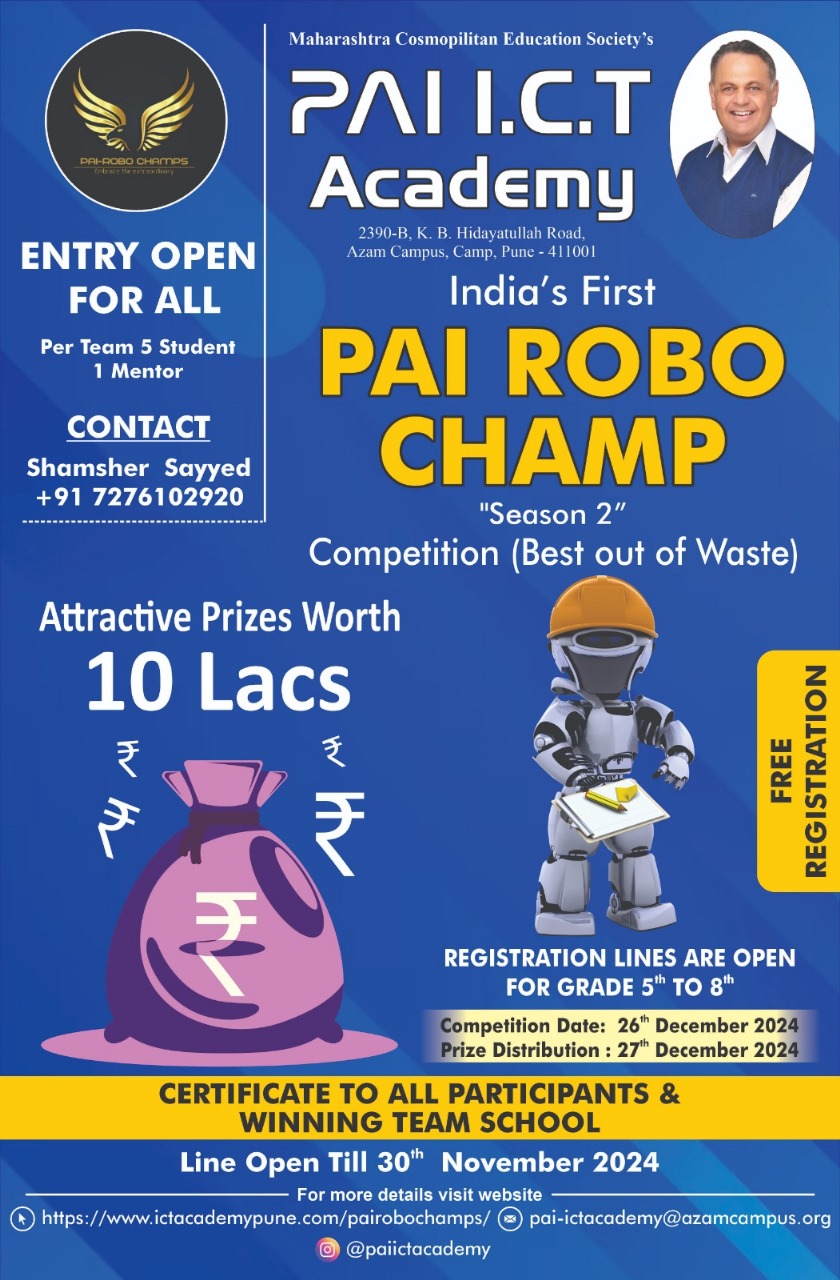 PAI-ROBO CHAMPS
Embrace the extraordinary
ENTRY OPEN
FOR ALL
Per Team 5 Student
1 Mentor
CONTACT
Shamsher Sayyed
+91 7276102920
Maharashtra Cosmopilitan Education Society's
PAI I.C.T
Academy
2390-B, K. B. Hidayatullah Road,
Azam Campus, Camp, Pune - 411001
India's First
PAI ROBO
CHAMP
"Season 2”
Competition (Best out of Waste)
Attractive Prizes Worth
10 Lacs
₹ ₹
₹ ₹
₹
FREE
REGISTRATION
REGISTRATION LINES ARE OPEN
FOR GRADE 5th TO 8th
Competition Date: 26th December 2024
Prize Distribution : 27th December 2024
CERTIFICATE TO ALL PARTICIPANTS &
WINNING TEAM SCHOOL
Line Open Till 30th November 2024
For more details visit website
https://www.ictacademypune.com/pairobochamps/ pai-ictacademy@azamcampus.org
@paiictacademy